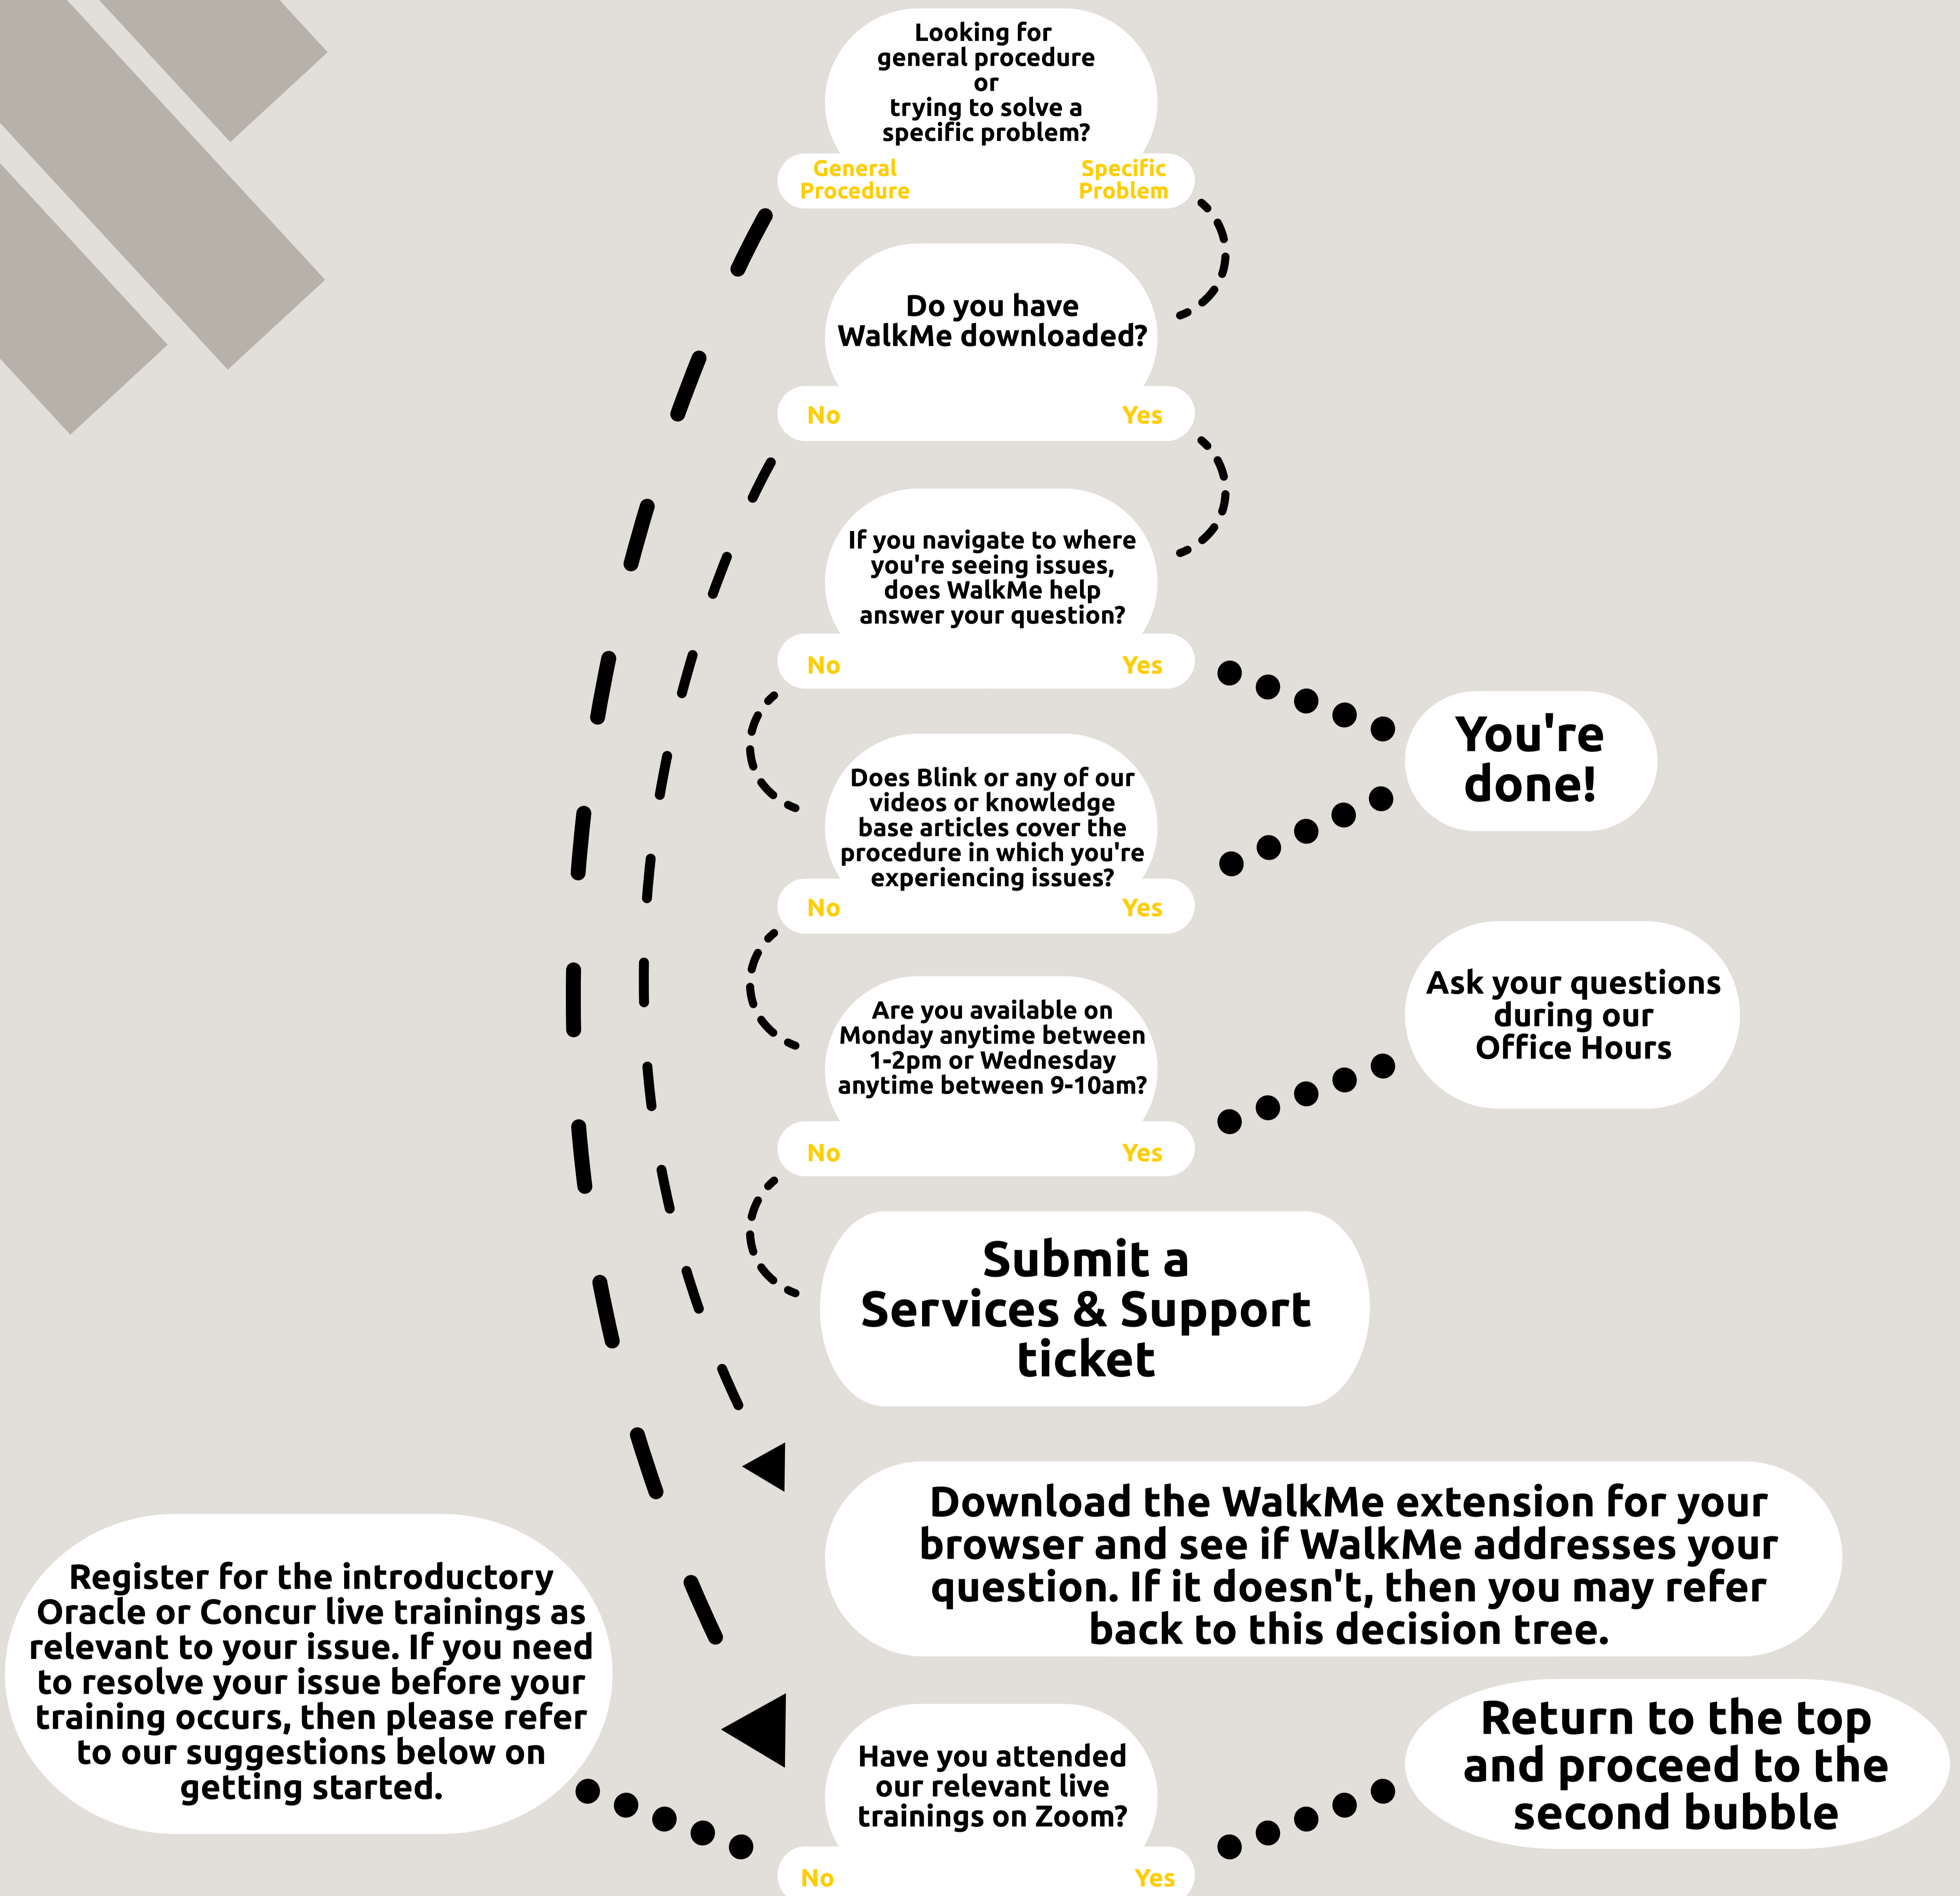 Looking for
general procedure
or
trying to solve a
specific problem?
General
Procedure
Specific
Problem
Do you have
WalkMe downloaded?
No
Yes
If you navigate to where
you're seeing issues,
does WalkMe help
answer your question?
No
Yes
You're
done!
Does Blink or any of our
videos or knowledge
base articles cover the
procedure in which you're
experiencing issues?
No
Yes
Are you available on
Monday anytime between
1-2pm or Wednesday
anytime between 9-10am?
No
Yes
Ask your questions
during our
Office Hours
Submit a
Services & Support
ticket
Download the WalkMe extension for your
browser and see if WalkMe addresses your
question. If it doesn't, then you may refer
back to this decision tree.
Register for the introductory
Oracle or Concur live trainings as
relevant to your issue. If you need
to resolve your issue before your
training occurs, then please refer
to our suggestions below on
getting started.
Have you attended
our relevant live
trainings on Zoom?
No
Yes
Return to the top
and proceed to the
second bubble